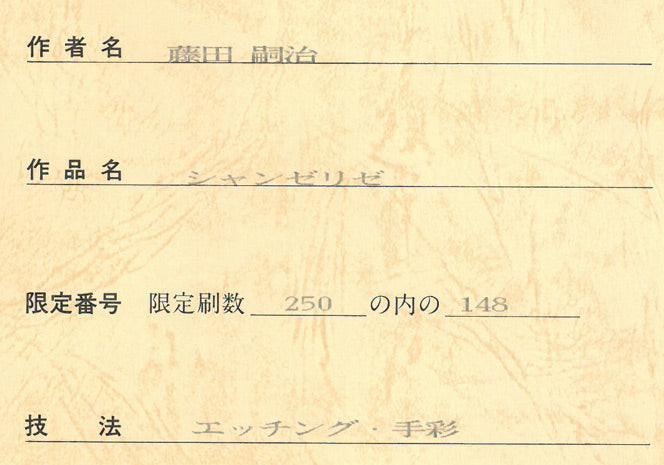 作者名 藤田 嗣治
作品名 シャンゼリゼ
限定番号 限定刷数 250 の内の 148
技 法 エッチング・手彩